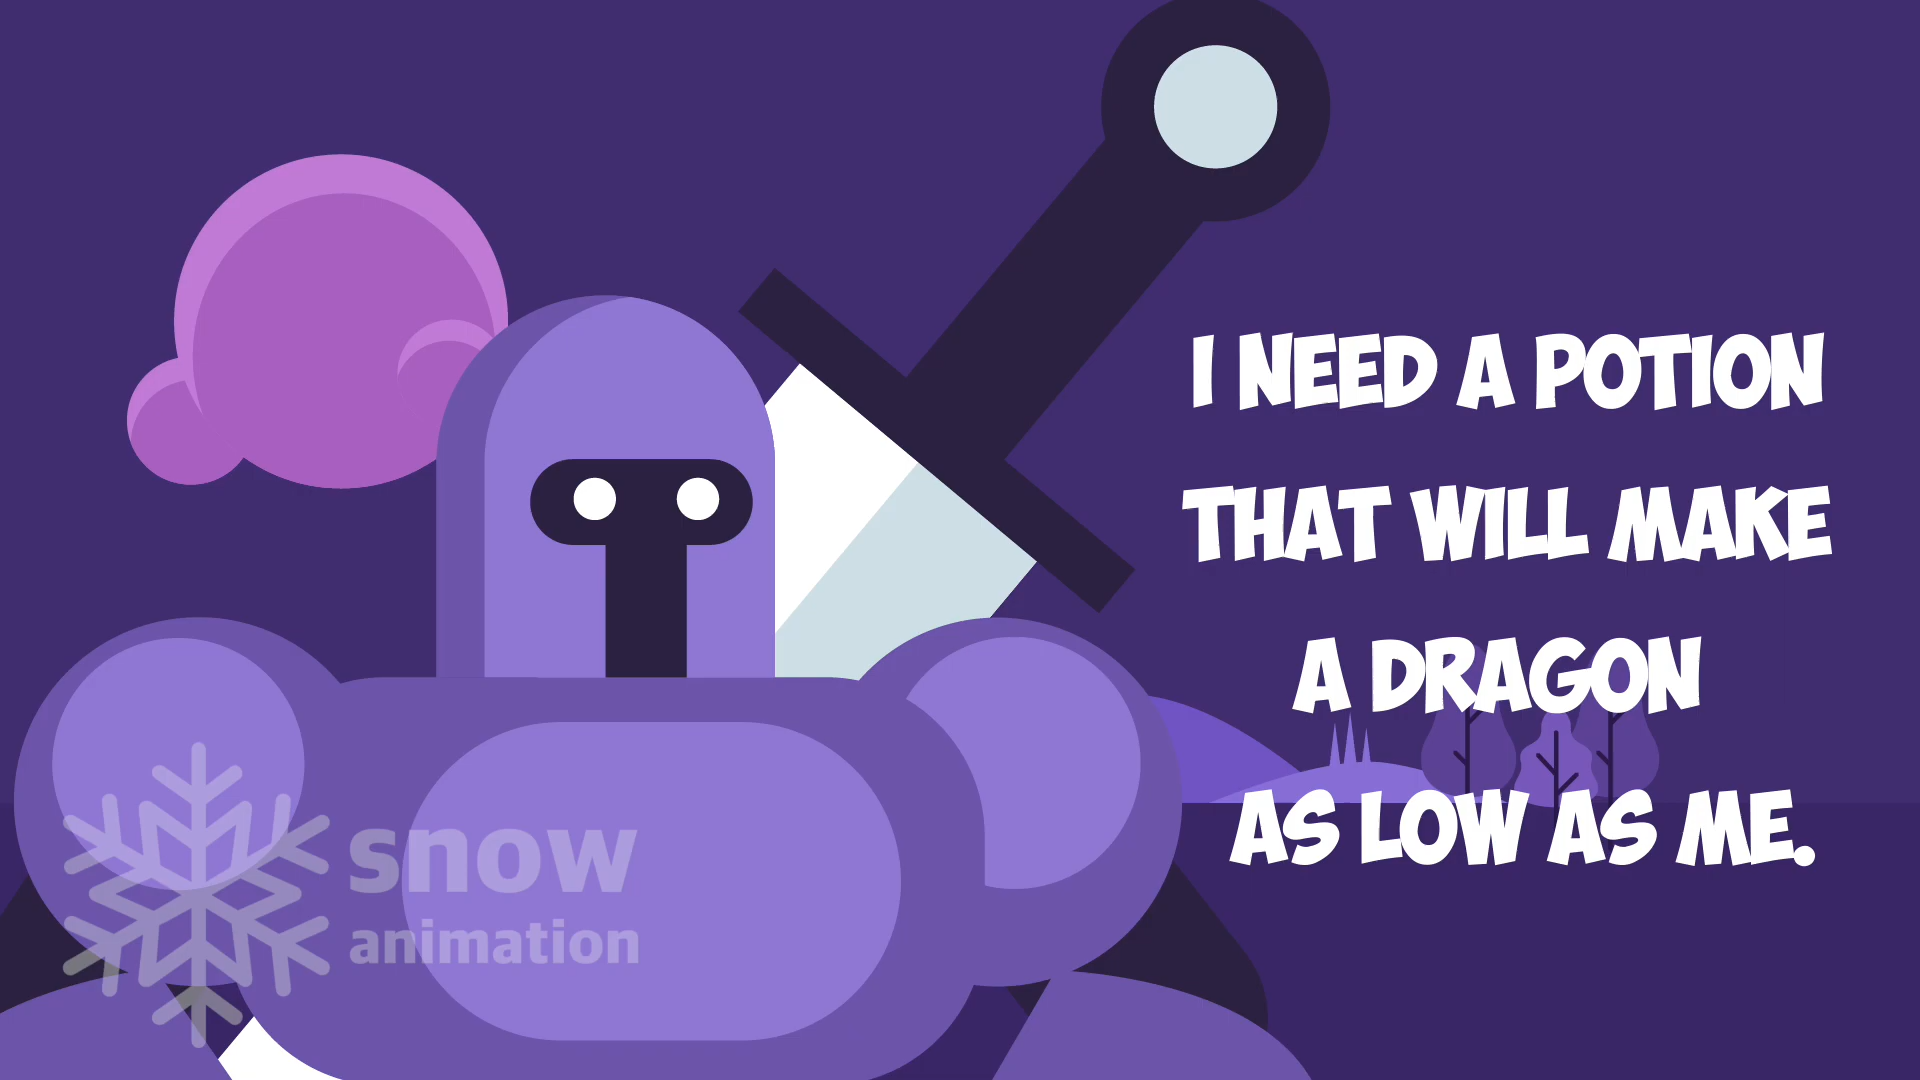 I NEED A POTION
THAT WILL MAKE
A DRAGON
AS LOW AS ME.
snow
animation